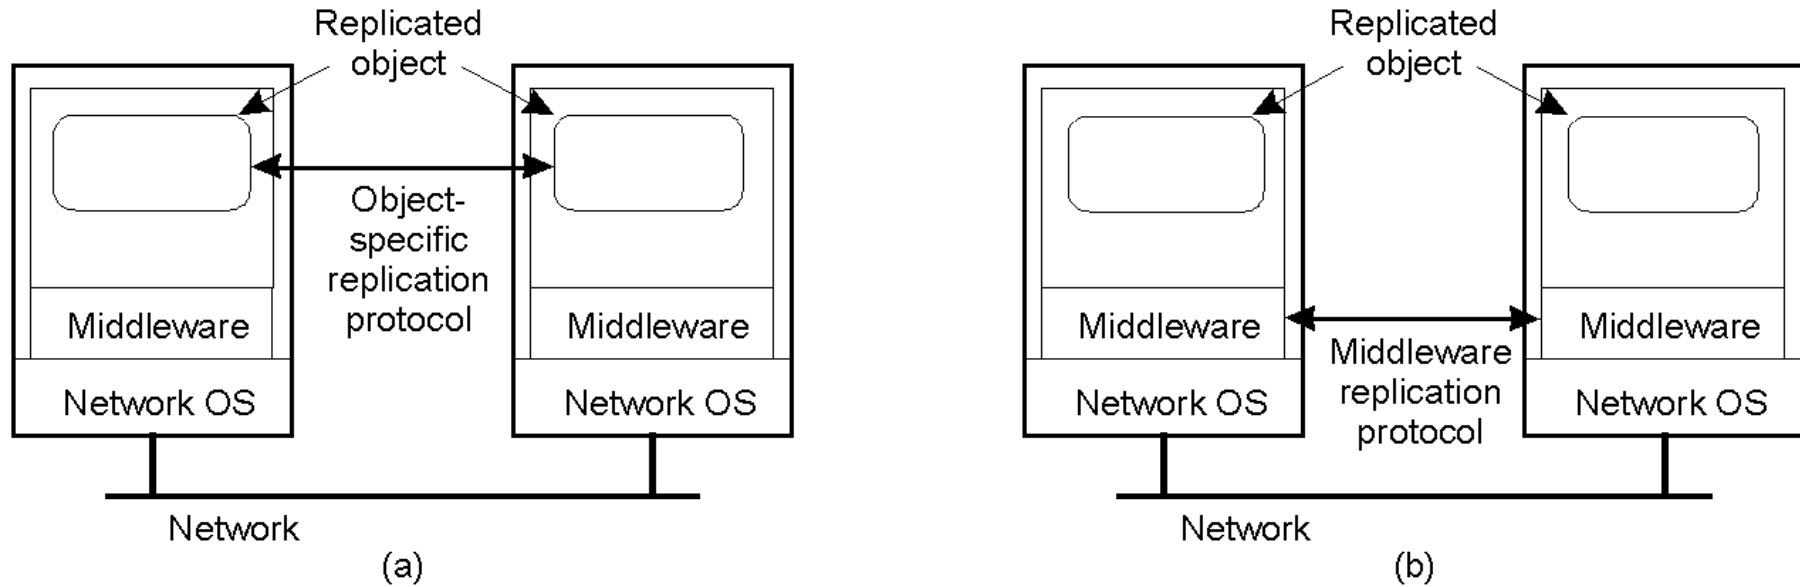 Replicated
object
Object-
specific
replication
protocol
Middleware
Middleware
Network OS
Network OS
Network
(a)
Replicated
object
Middleware
Middleware
Middleware
replication
protocol
Network OS
Network OS
Network
(b)